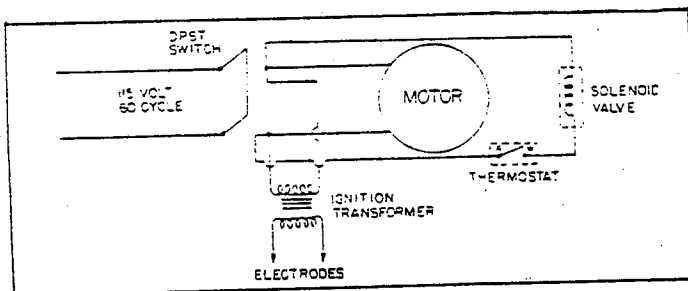 DPST
SWITCH
115 VOLT
60 CYCLE
MOTOR
SOLENOID
VALVE
THERMOSTAT
IGNITION
TRANSFORMER
ELECTRODES